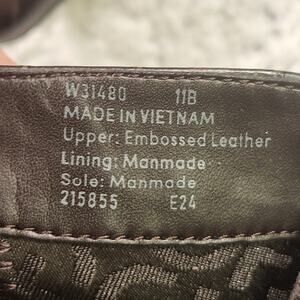 W31480 11B
MADE IN VIETNAM
Upper: Embossed Leather
Lining: Manmade
Sole: Manmade
215855 E24